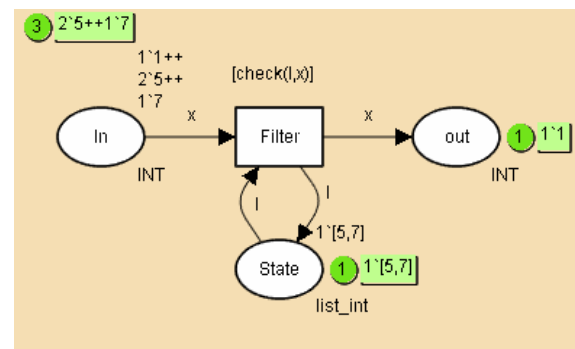 3 2`5++1`7
1`1++
2`5++
1`7
[check(l,x)]
x
x
In
Filter
out
1 1`1
INT
INT
l
l
1`[5,7]
State
1 1`[5,7]
list_int